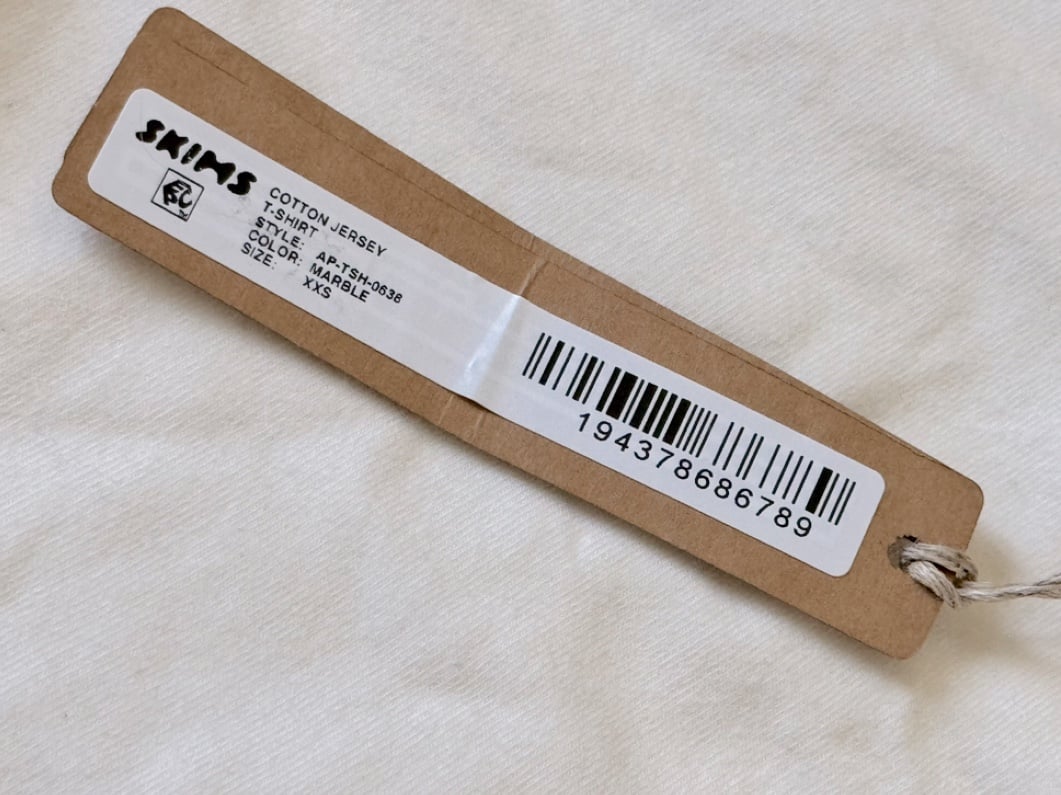 SKIMS
COTTON JERSEY
T-SHIRT
STYLE: AP-TSH-0638
COLOR: MARBLE
SIZE: XXS
194378686789